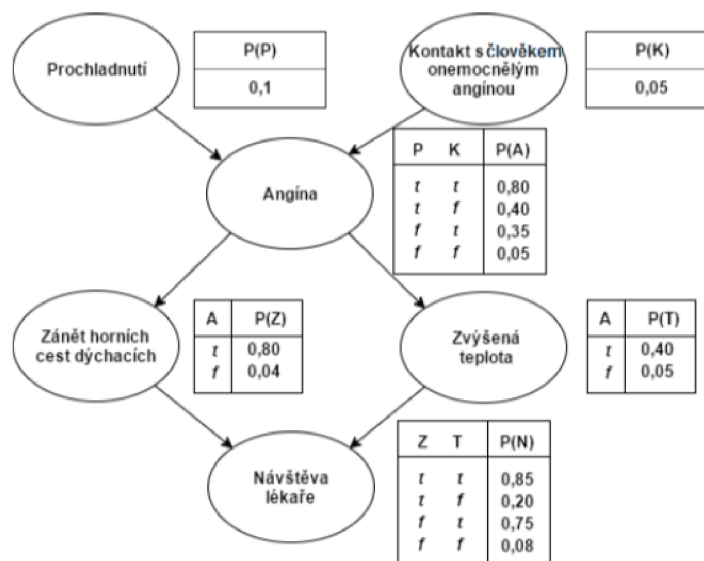 Prochladnutí
P(P)
0,1
Kontakt sčlověkem
onemocnělým
angínou
P(K)
0,05
Angína
P K P(A)
t t 0,80
t f 0,40
f t 0,35
f f 0,05
Zánět horních
cest dýchacích
A P(Z)
t 0,80
f 0,04
Zvýšená
teplota
A P(T)
t 0,40
f 0,05
Návštěva
lékaře
Z T P(N)
t t 0,85
t f 0,20
f t 0,75
f f 0,08